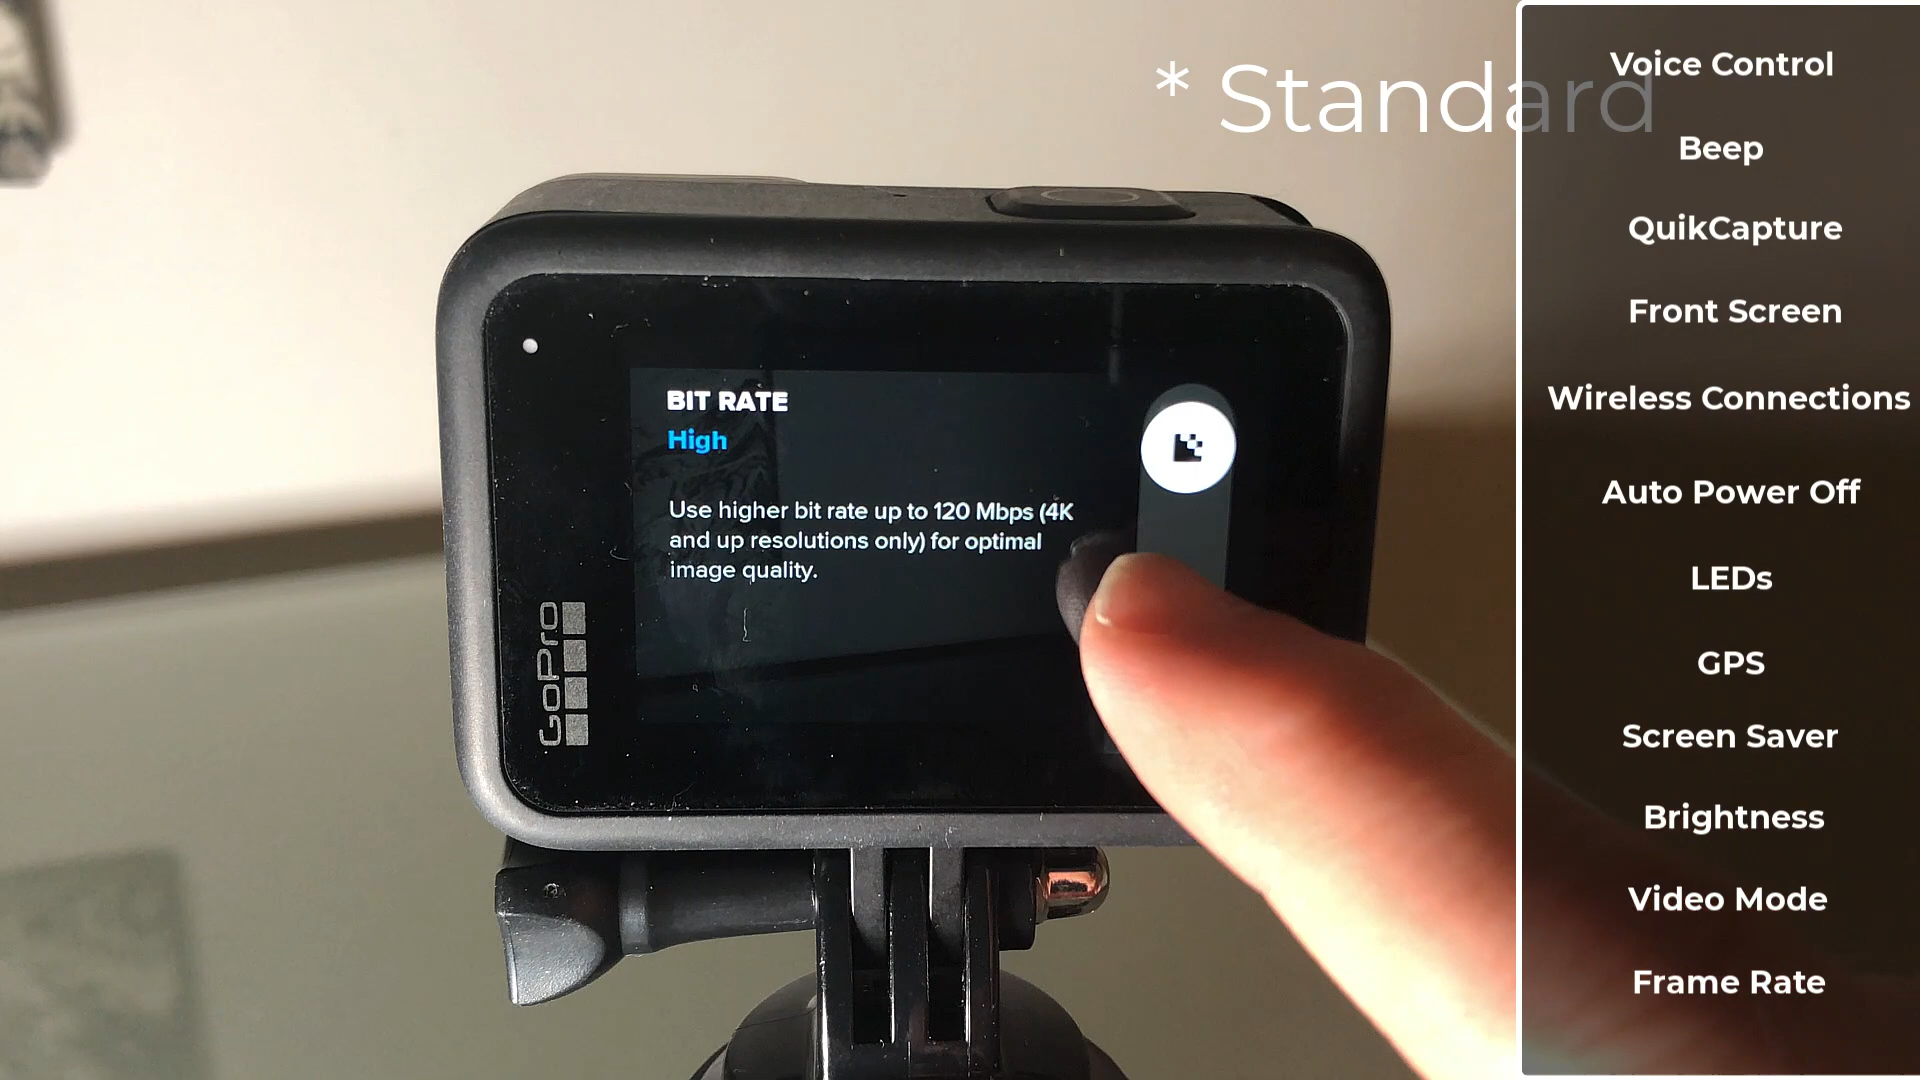 * Standard
BIT RATE
High
Use higher bit rate up to 120 Mbps (4K
and up resolutions only) for optimal
image quality.
GoPro
Voice Control
Beep
QuikCapture
Front Screen
Wireless Connections
Auto Power Off
LEDs
GPS
Screen Saver
Brightness
Video Mode
Frame Rate